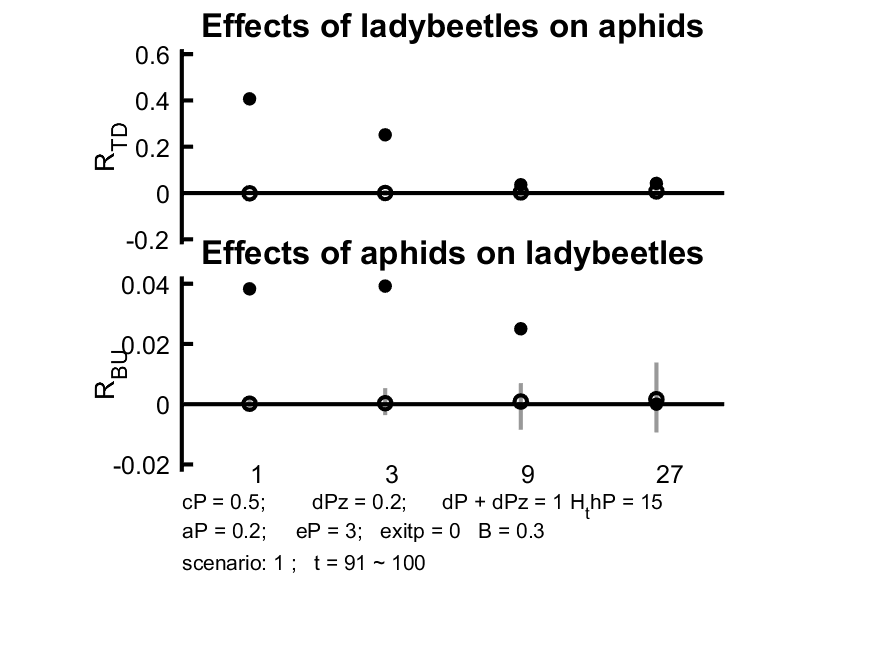 Effects of ladybeetles on aphids
0.6
0.4
0.2
0
-0.2
R_TD
Effects of aphids on ladybeetles
0.04
0.02
0
-0.02
R_BU
1 3 9 27
cP = 0.5; dPz = 0.2; dP + dPz = 1 H_thP = 15
aP = 0.2; eP = 3; exitp = 0 B = 0.3
scenario: 1 ; t = 91 ~ 100